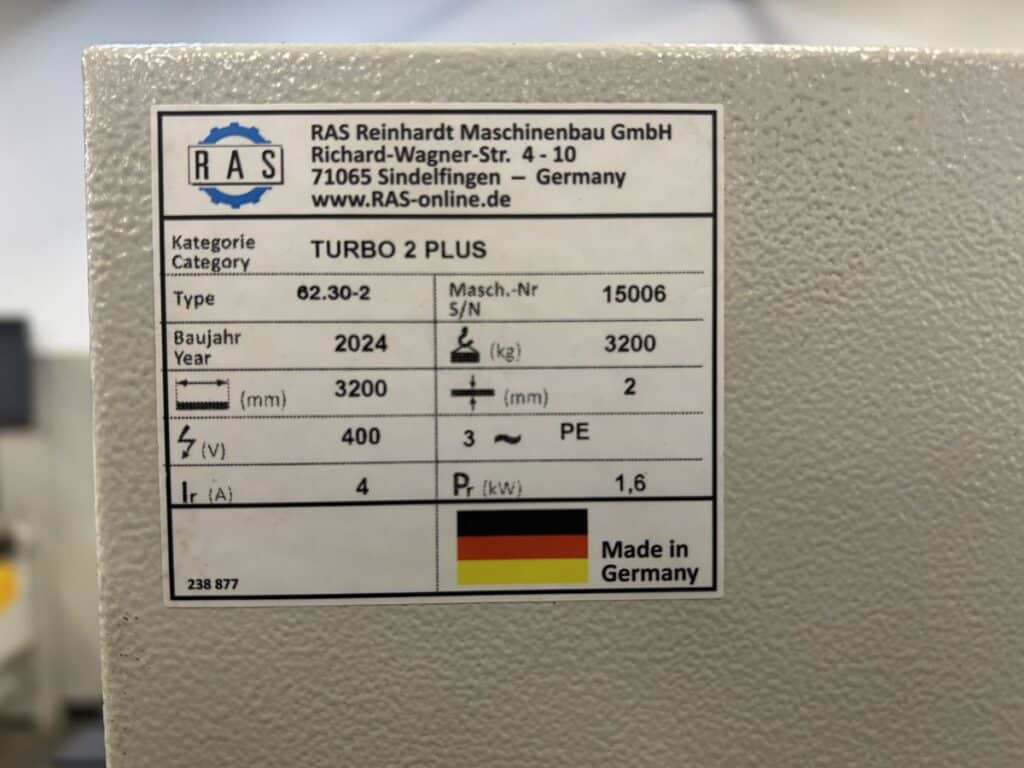 RAS
RAS Reinhardt Maschinenbau GmbH
Richard-Wagner-Str. 4 - 10
71065 Sindelfingen – Germany
www.RAS-online.de
Kategorie
Category
TURBO 2 PLUS
Type 62.30-2
Masch.-Nr
S/N
15006
Baujahr
Year
2024
(kg) 3200
(mm) 3200
(mm) 2
(V) 400
3 ~ PE
Ir (A) 4
Pr (kW) 1,6
238 877
Made in
Germany